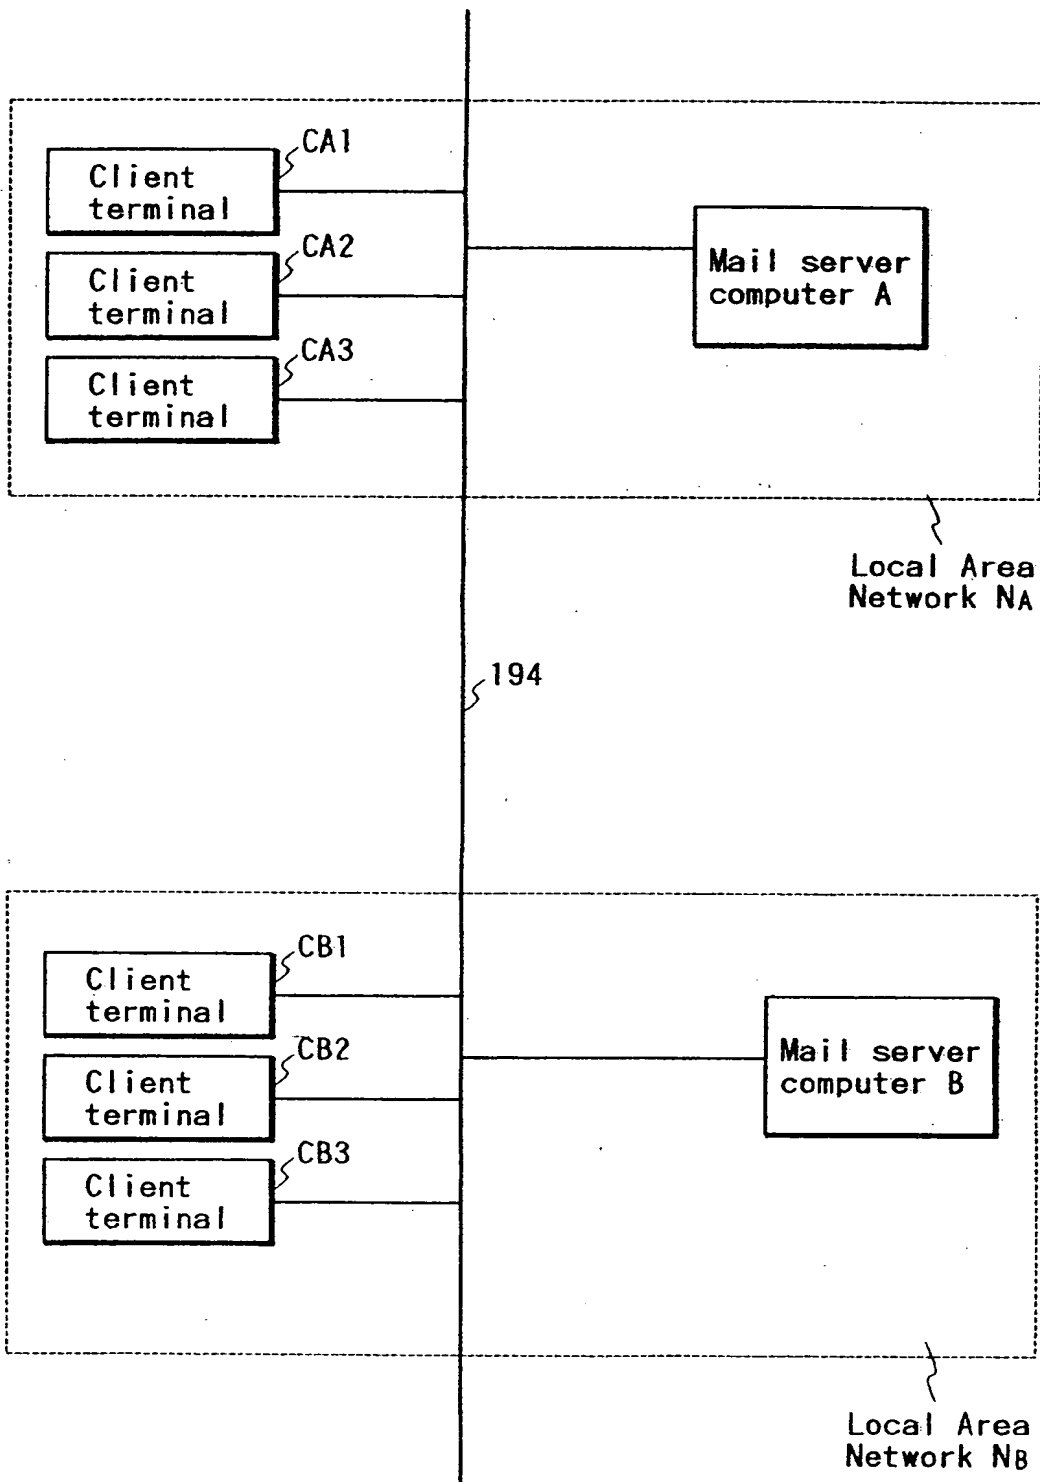 CA1
Client
terminal
CA2
Client
terminal
CA3
Client
terminal
Mail server
computer A
Local Area
Network NA
194
CB1
Client
terminal
CB2
Client
terminal
CB3
Client
terminal
Mail server
computer B
Local Area
Network NB